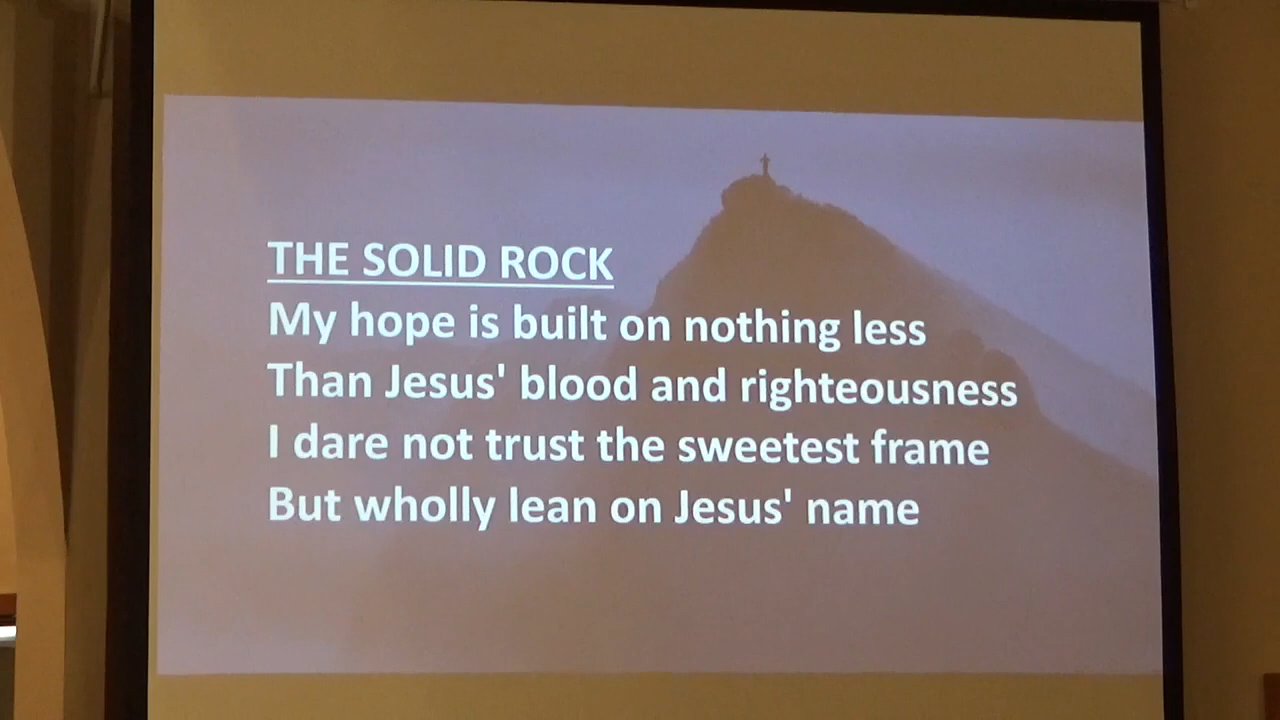 THE SOLID ROCK
My hope is built on nothing less
Than Jesus' blood and righteousness
I dare not trust the sweetest frame
But wholly lean on Jesus' name